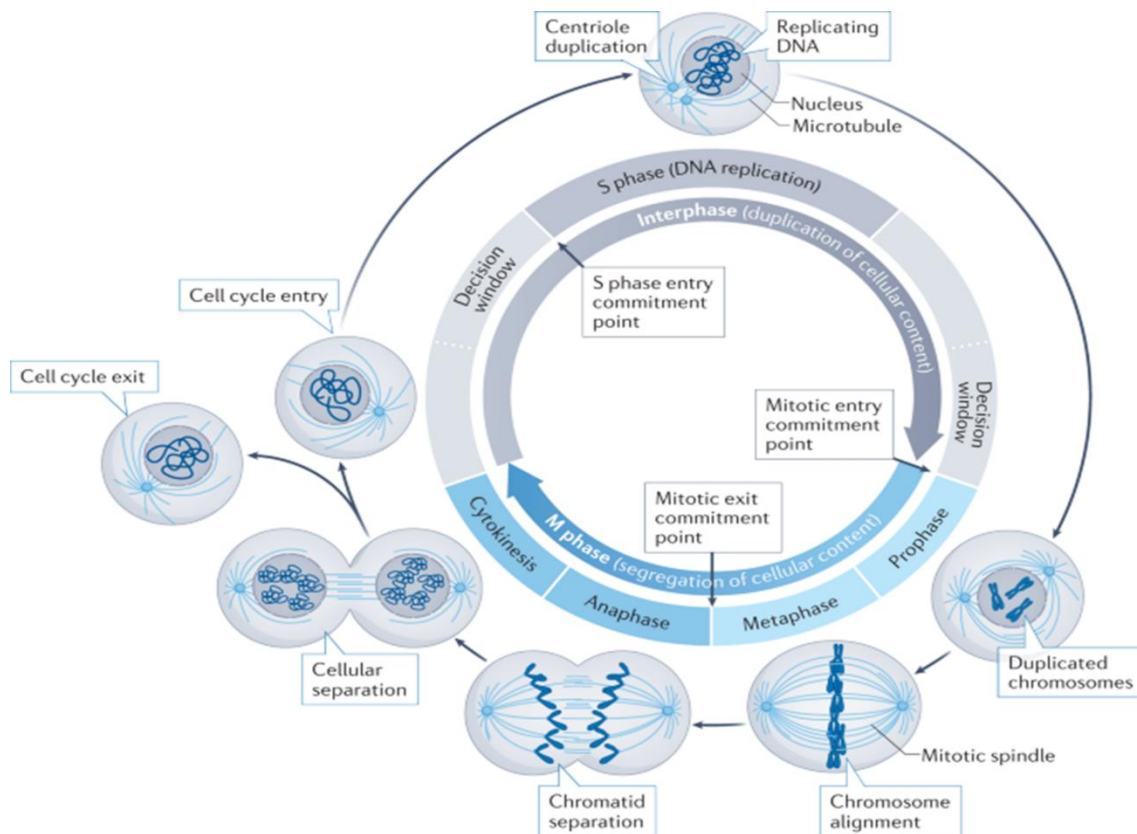 Centriole
duplication
Replicating
DNA
Nucleus
Microtubule
S phase (DNA replication)
Interphase (duplication of cellular content)
Decision
window
S phase entry
commitment
point
Cell cycle entry
Cell cycle exit
Decision
window
Mitotic entry
commitment
point
Mitotic exit
commitment
point
M phase (segregation of cellular content)
Cytokinesis
Anaphase
Metaphase
Prophase
Duplicated
chromosomes
Cellular
separation
Mitotic spindle
Chromatid
separation
Chromosome
alignment